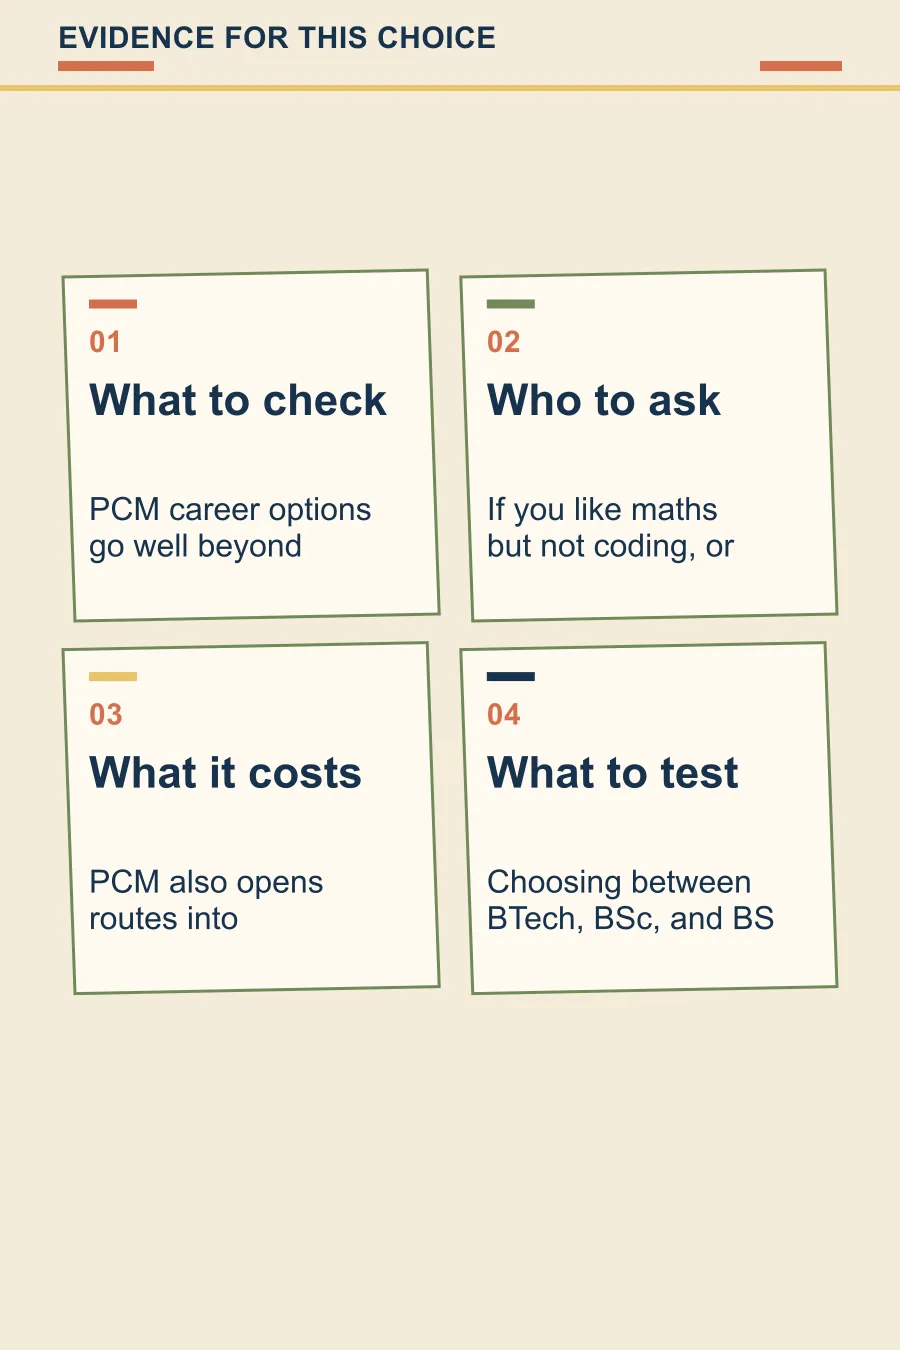 EVIDENCE FOR THIS CHOICE
01
What to check
PCM career options
go well beyond
02
Who to ask
If you like maths
but not coding, or
03
What it costs
PCM also opens
routes into
04
What to test
Choosing between
BTech, BSc, and BS